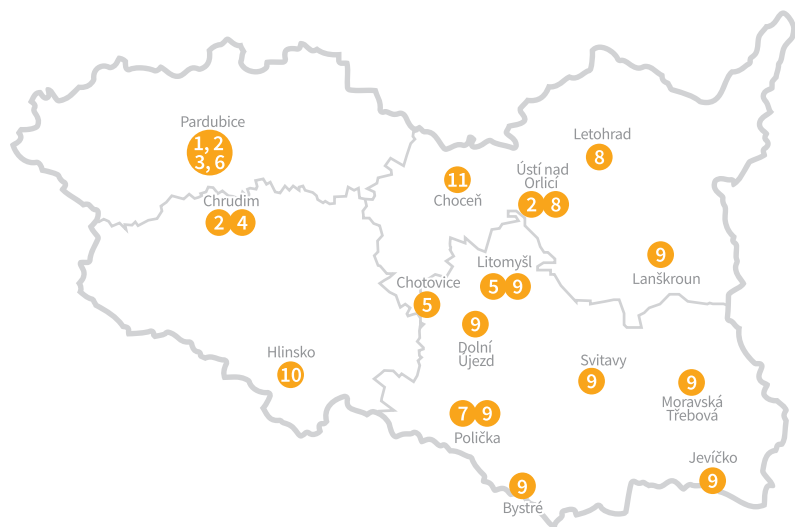 Pardubice
1, 2
3, 6
Chrudim
2 4
Hlinsko
10
11
Choceň
Letohrad
8
Ústí nad
Orlicí
2 8
9
Lanškroun
Litomyšl
5 9
Chotovice
5
9
Dolní
Újezd
Svitavy
9
9
Moravská
Třebová
7 9
Polička
Jevíčko
9
9
Bystré